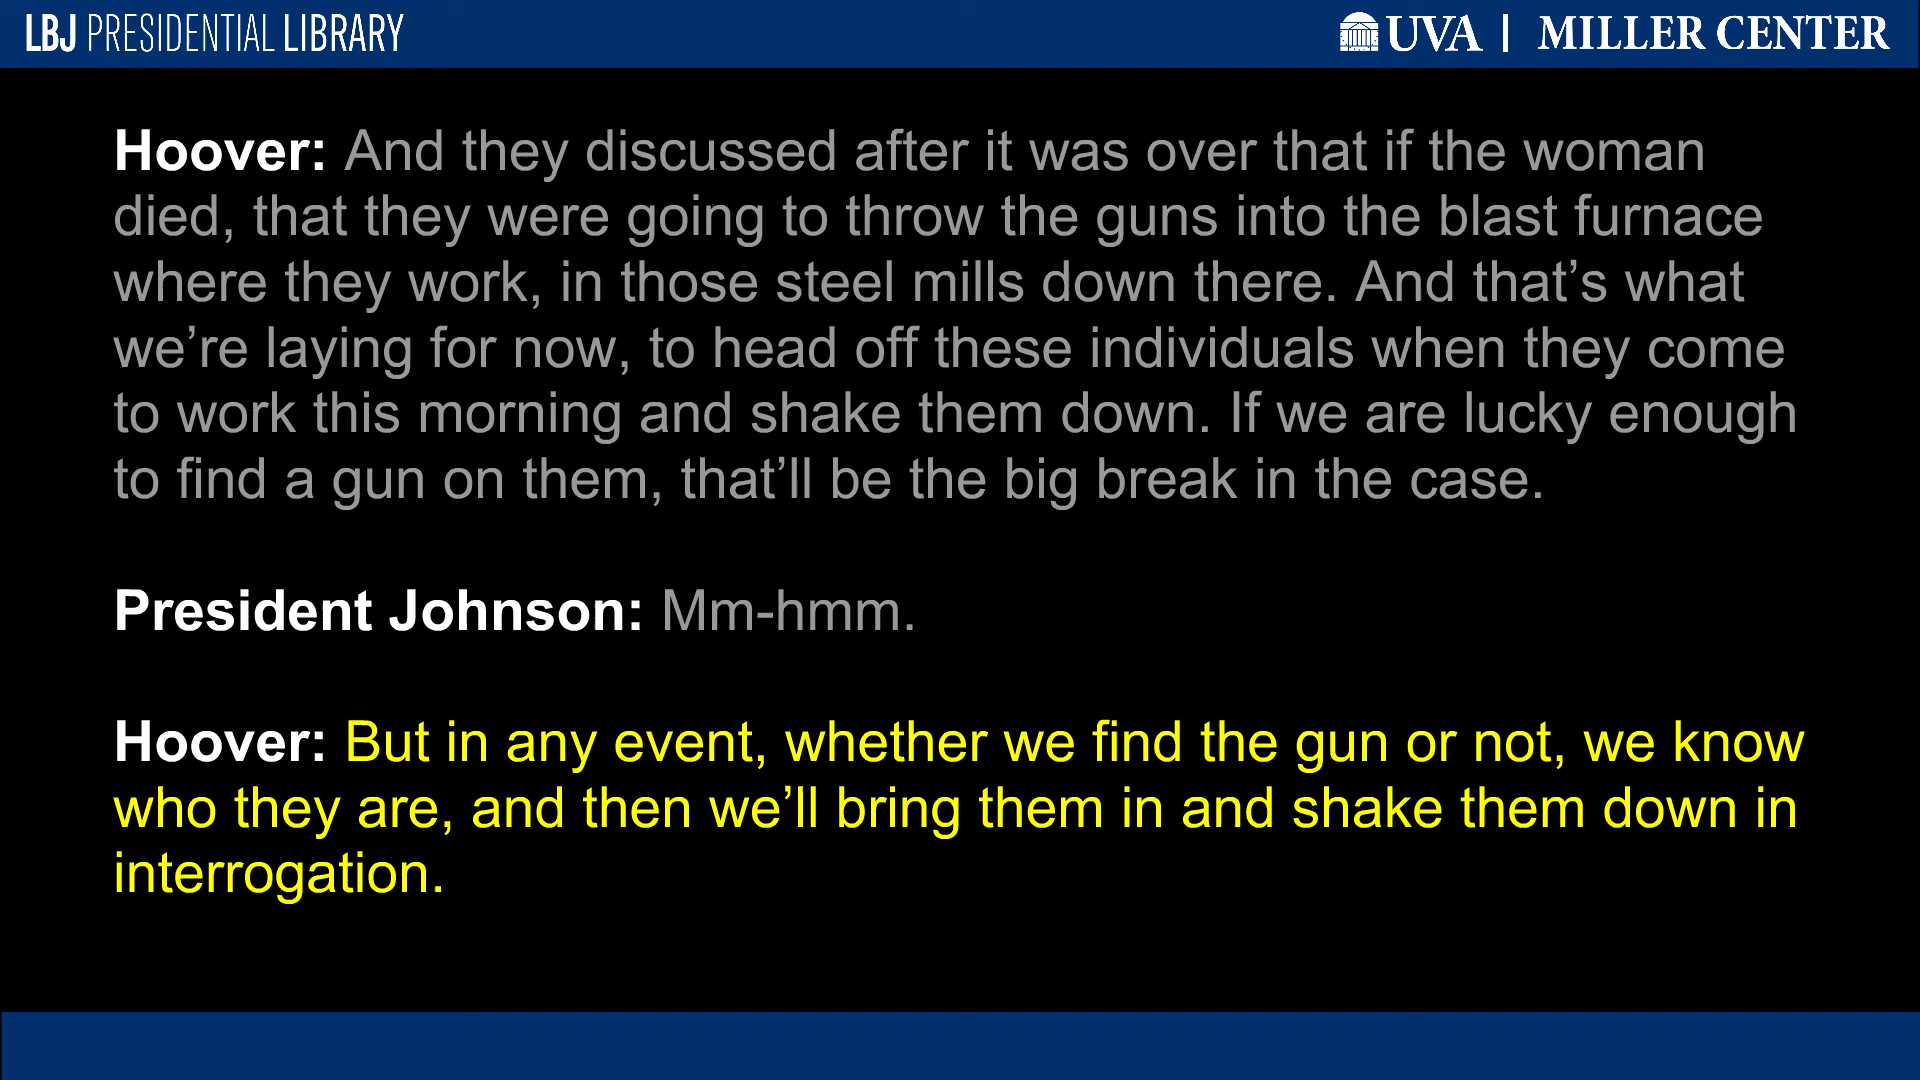 LBJ PRESIDENTIAL LIBRARY
UVA | MILLER CENTER
Hoover: And they discussed after it was over that if the woman
died, that they were going to throw the guns into the blast furnace
where they work, in those steel mills down there. And that’s what
we’re laying for now, to head off these individuals when they come
to work this morning and shake them down. If we are lucky enough
to find a gun on them, that’ll be the big break in the case.
President Johnson: Mm-hmm.
Hoover: But in any event, whether we find the gun or not, we know
who they are, and then we’ll bring them in and shake them down in
interrogation.